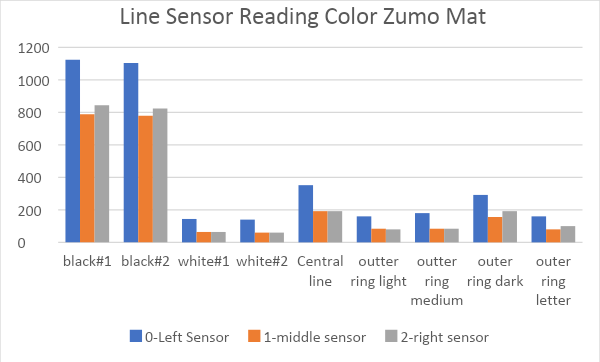 Line Sensor Reading Color Zumo Mat
1200
1000
800
600
400
200
0
black#1 black#2 white#1 white#2 Central outter outter outer outer
line ring light ring ring dark ring
medium letter
0-Left Sensor 1-middle sensor 2-right sensor